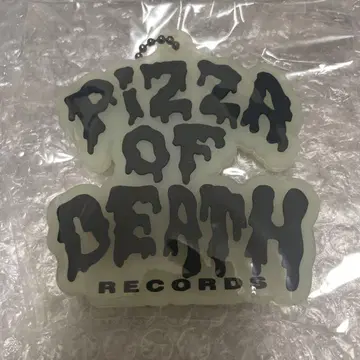 PiZZA
OF
DEATH
RECORDS